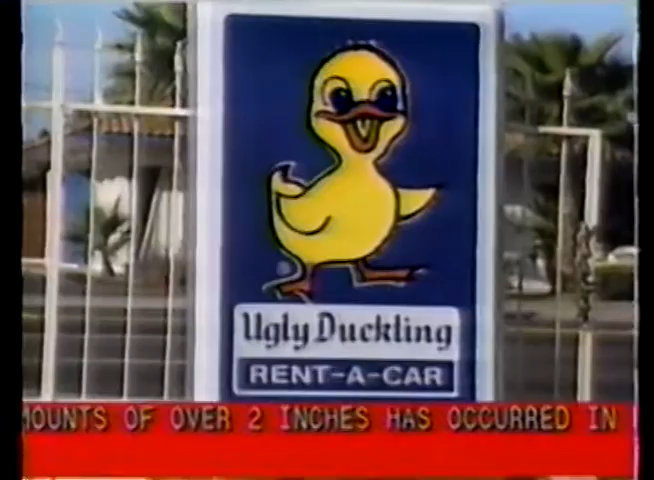 Ugly Duckling
RENT-A-CAR
MOUNTS OF OVER 2 INCHES HAS OCCURRED IN